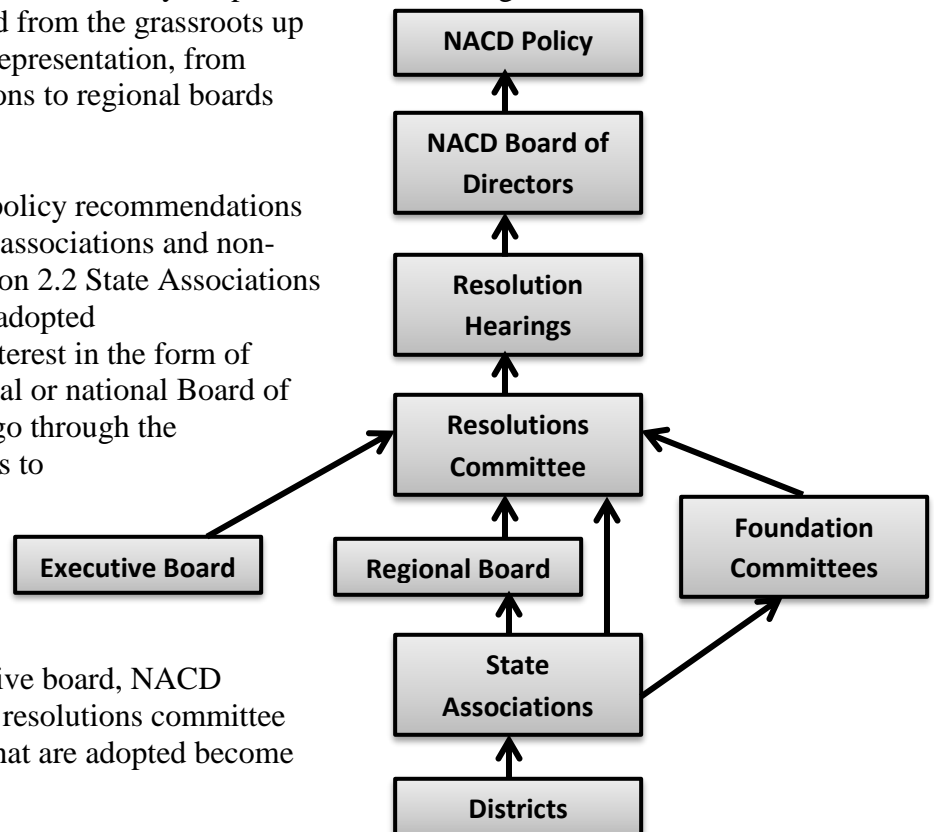 d from the grassroots up
epresentation, from
ons to regional boards
policy recommendations
associations and non-
on 2.2 State Associations
adopted
terest in the form of
al or national Board of
go through the
s to
ive board, NACD
resolutions committee
hat are adopted become
NACD Policy
NACD Board of
Directors
Resolution
Hearings
Resolutions
Committee
Executive Board
Regional Board
Foundation
Committees
State
Associations
Districts